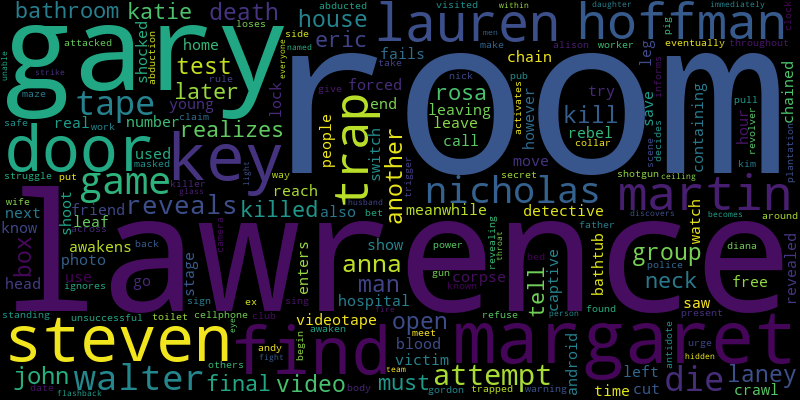 bathroom katie death house lauren hoffman
abducted visited within daughter immediately
gary room
attacked loses shocked abduction home side named eric
men make alison worker pig eventually throughout clock
test later lock everyone take fails chain leg informs
tape young realizes rule give nick pub rosa forced try
unable strike maze
door key trap end leaving leave however activates kill rebel save chained
safe real work number claim people call collar containing hour
struggle used masked switch move scene decides revolver pull kim plantation
game killer glass way light reach another secret shotgun ceiling
wife put husband trigger nicholas martin
next reveals killed also bet meanwhile detective
know friend across shoot leaf becomes discovers around
lawrence
box awakens back photo enters show anna power father group diana watch
use stage camera man revealing throat bathtub police neck free revealed
head ignores go hospital gun known corpse bed tell captive saw
standing sign ex sing cellphone videotape open refuse found person present
unsuccessful toilet club fire meet
steven find eye awaken blood margaret
andy fight begin victim android urge hidden antidote
john walter others final video must team attempt left die laney
date flashback body gordon trapped warning time cut crawl